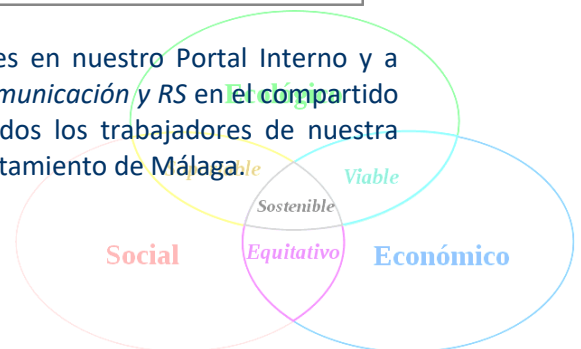 es en nuestro Portal Interno y a
municación y RS en el compartido
dos los trabajadores de nuestra
tamiento de Málaga.
Ecológico
Viable
Sostenible
Equitativo
Social
Económico